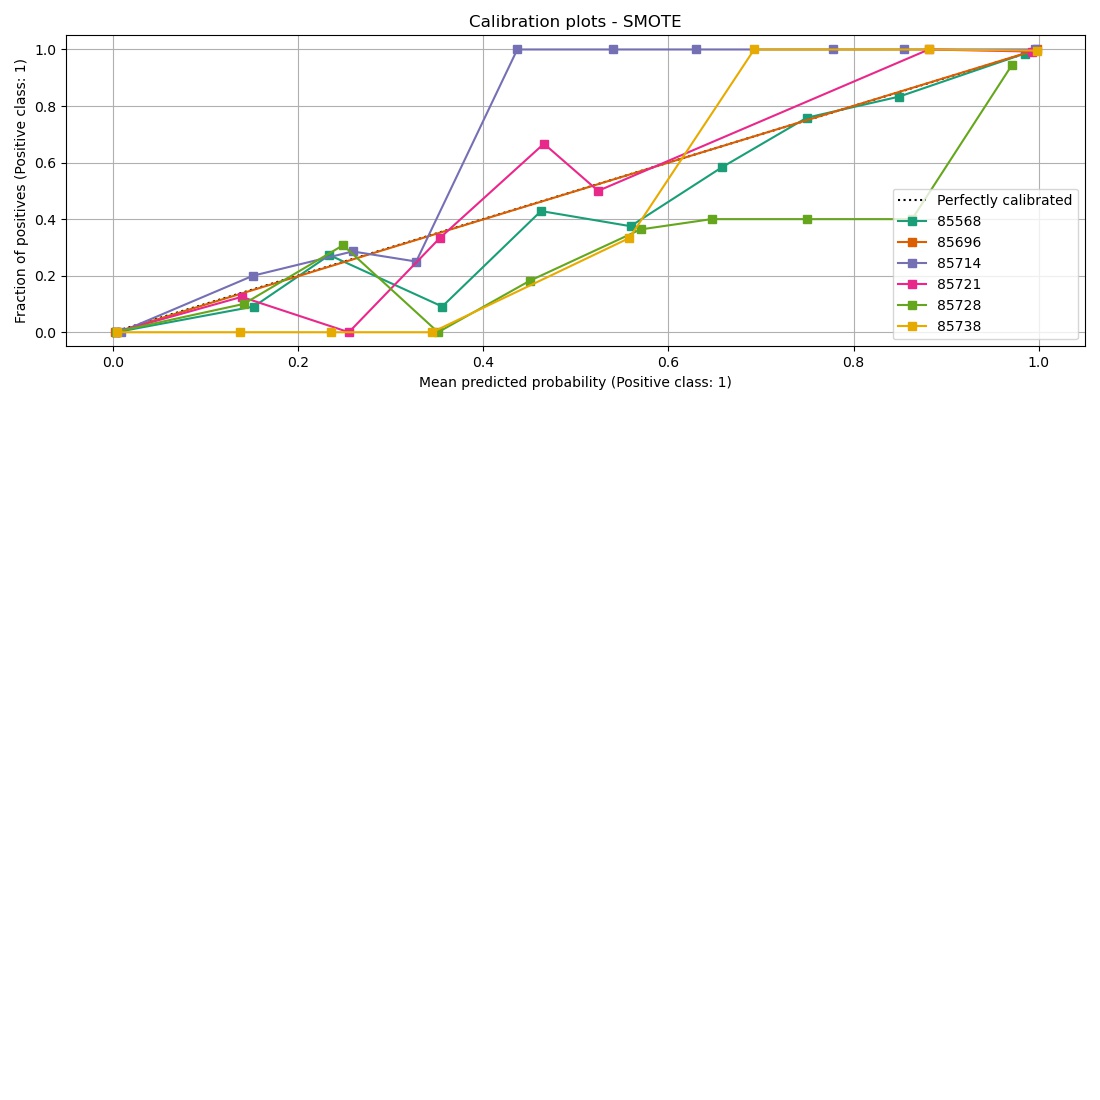 Calibration plots - SMOTE
Fraction of positives (Positive class: 1)
1.0
0.8
0.6
0.4
0.2
0.0
0.0 0.2 0.4 0.6 0.8 1.0
Mean predicted probability (Positive class: 1)
Perfectly calibrated
85568
85696
85714
85721
85728
85738